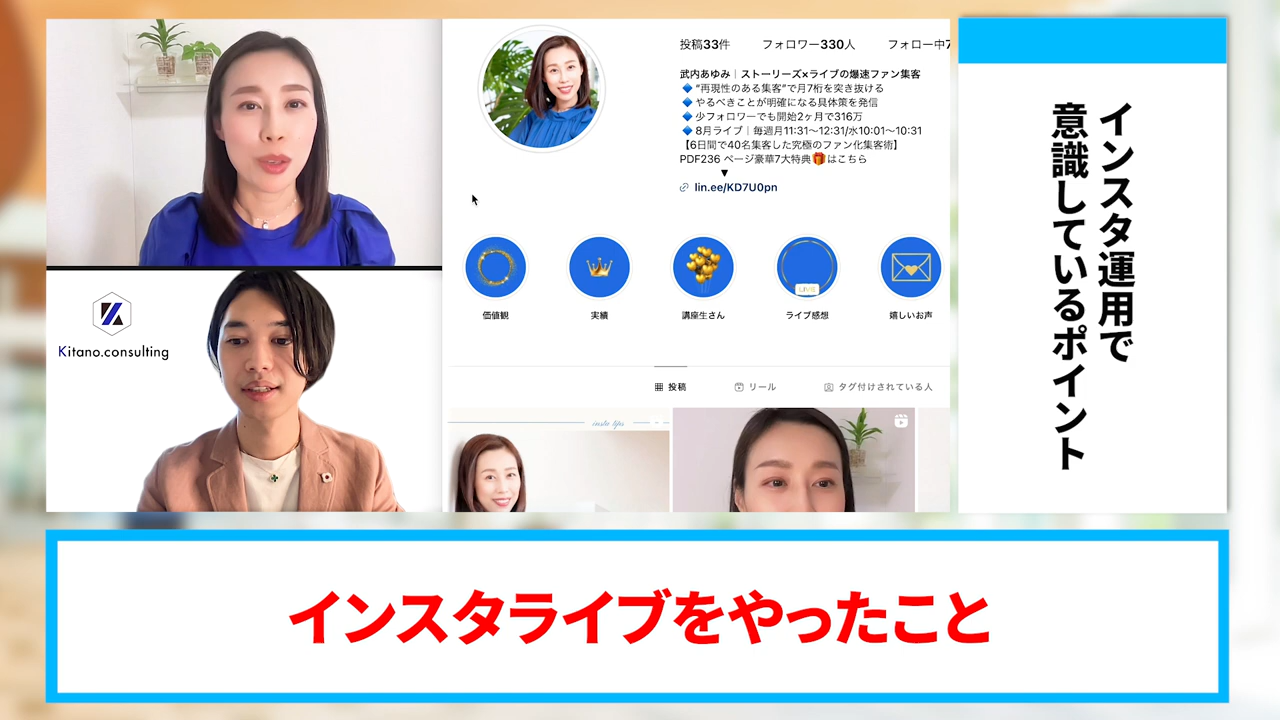 Kitano.consulting
投稿33件 フォロワー330人 フォロー中7
武内あゆみ｜ストーリーズ×ライブの爆速ファン集客
🔷“再現性のある集客”で月7桁を突き抜ける
🔷やるべきことが明確になる具体策を発信
🔷少フォロワーでも開始2ヶ月で316万
🔷8月ライブ｜毎週月11:31〜12:31/水10:01〜10:31
【6日間で40名集客した究極のファン化集客術】
PDF236 ページ豪華7大特典🎁はこちら
▼
lin.ee/KD7U0pn
LIVE
価値観 実績 講座生さん ライブ感想 嬉しいお声
投稿 リール タグ付けされている人
insta tips
インスタ運用で
意識しているポイント
インスタライブをやったこと